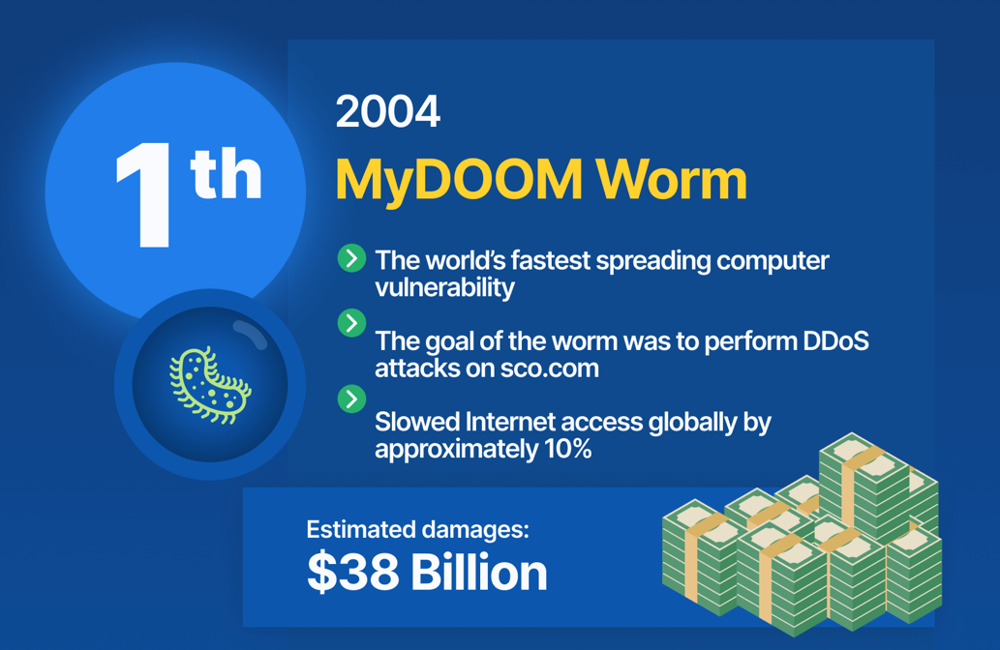 1th
2004
MyDOOM Worm
The world's fastest spreading computer
vulnerability
The goal of the worm was to perform DDoS
attacks on sco.com
Slowed Internet access globally by
approximately 10%
Estimated damages:
$38 Billion